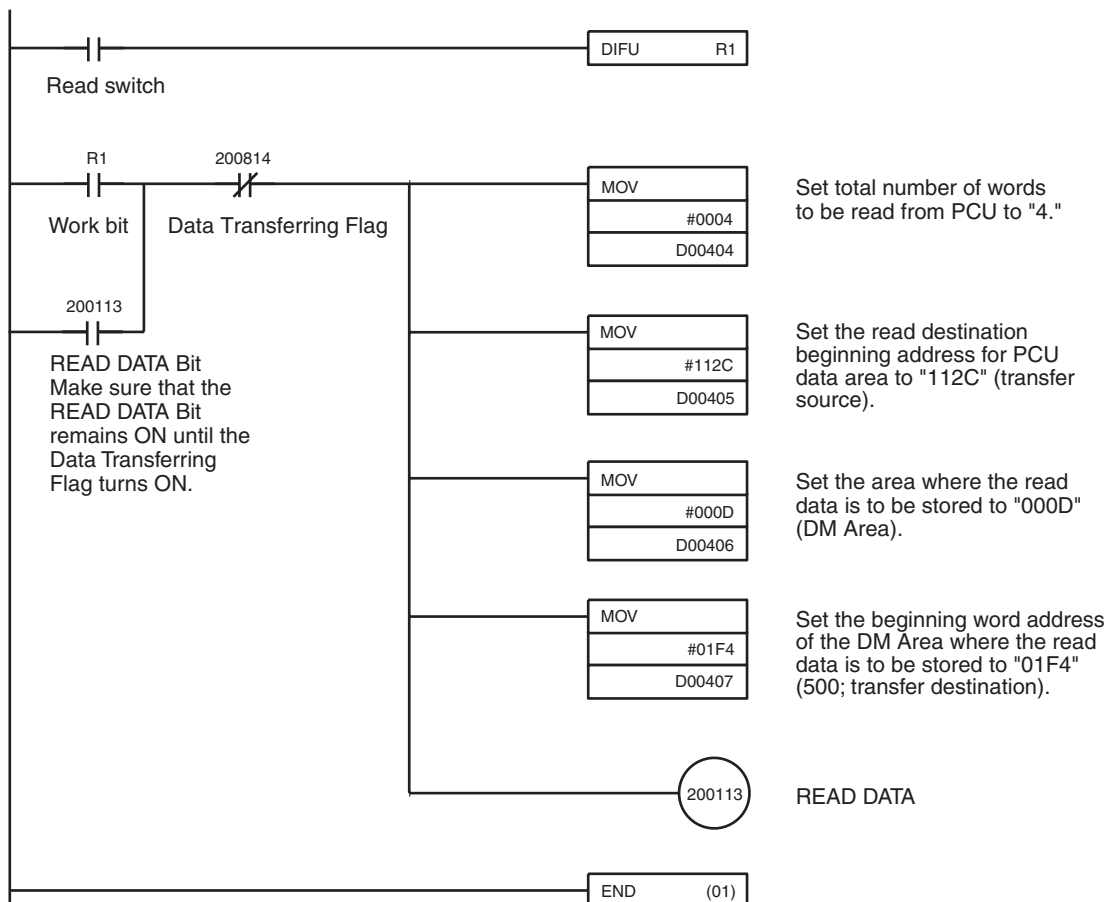 DIFU R1
Read switch
R1
200814
Work bit
Data Transferring Flag
MOV
#0004
D00404
Set total number of words
to be read from PCU to "4."
200113
READ DATA Bit
Make sure that the
READ DATA Bit
remains ON until the
Data Transferring
Flag turns ON.
MOV
#112C
D00405
Set the read destination
beginning address for PCU
data area to "112C" (transfer
source).
MOV
#000D
D00406
Set the area where the read
data is to be stored to "000D"
(DM Area).
MOV
#01F4
D00407
Set the beginning word address
of the DM Area where the read
data is to be stored to "01F4"
(500; transfer destination).
200113
READ DATA
END (01)